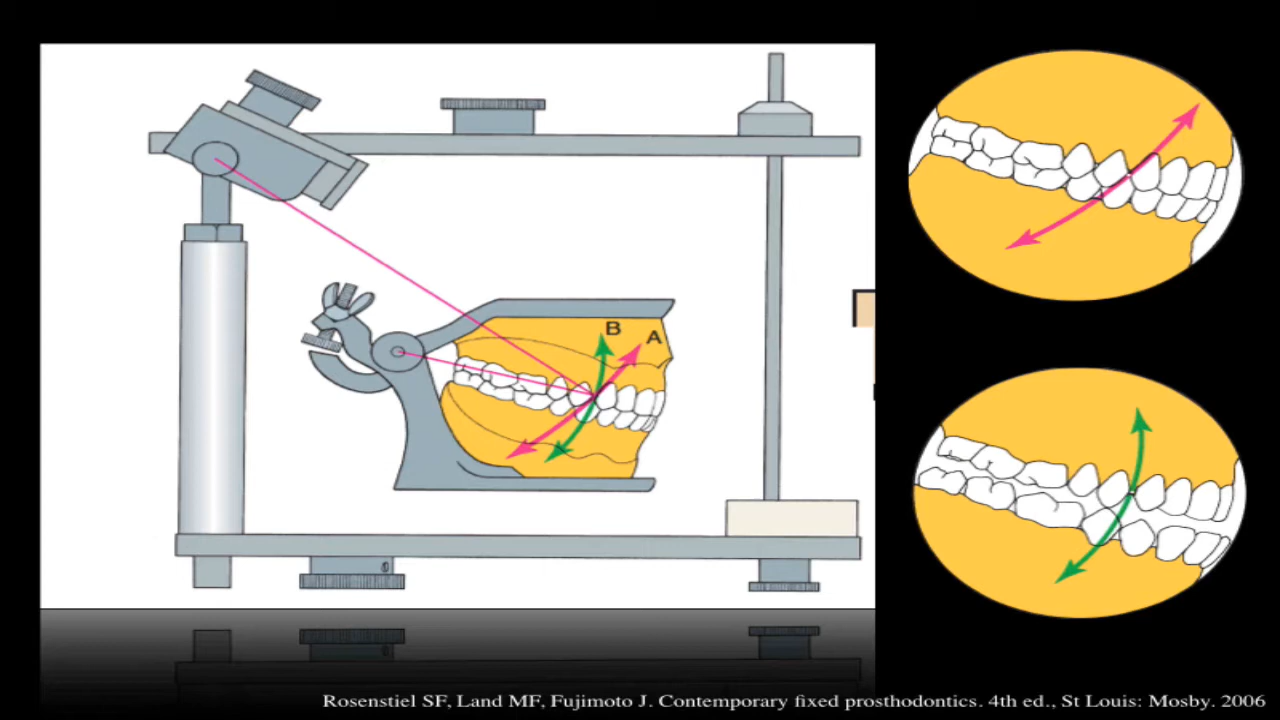 B
A
Rosenstiel SF, Land MF, Fujimoto J. Contemporary fixed prosthodontics. 4th ed., St Louis: Mosby. 2006